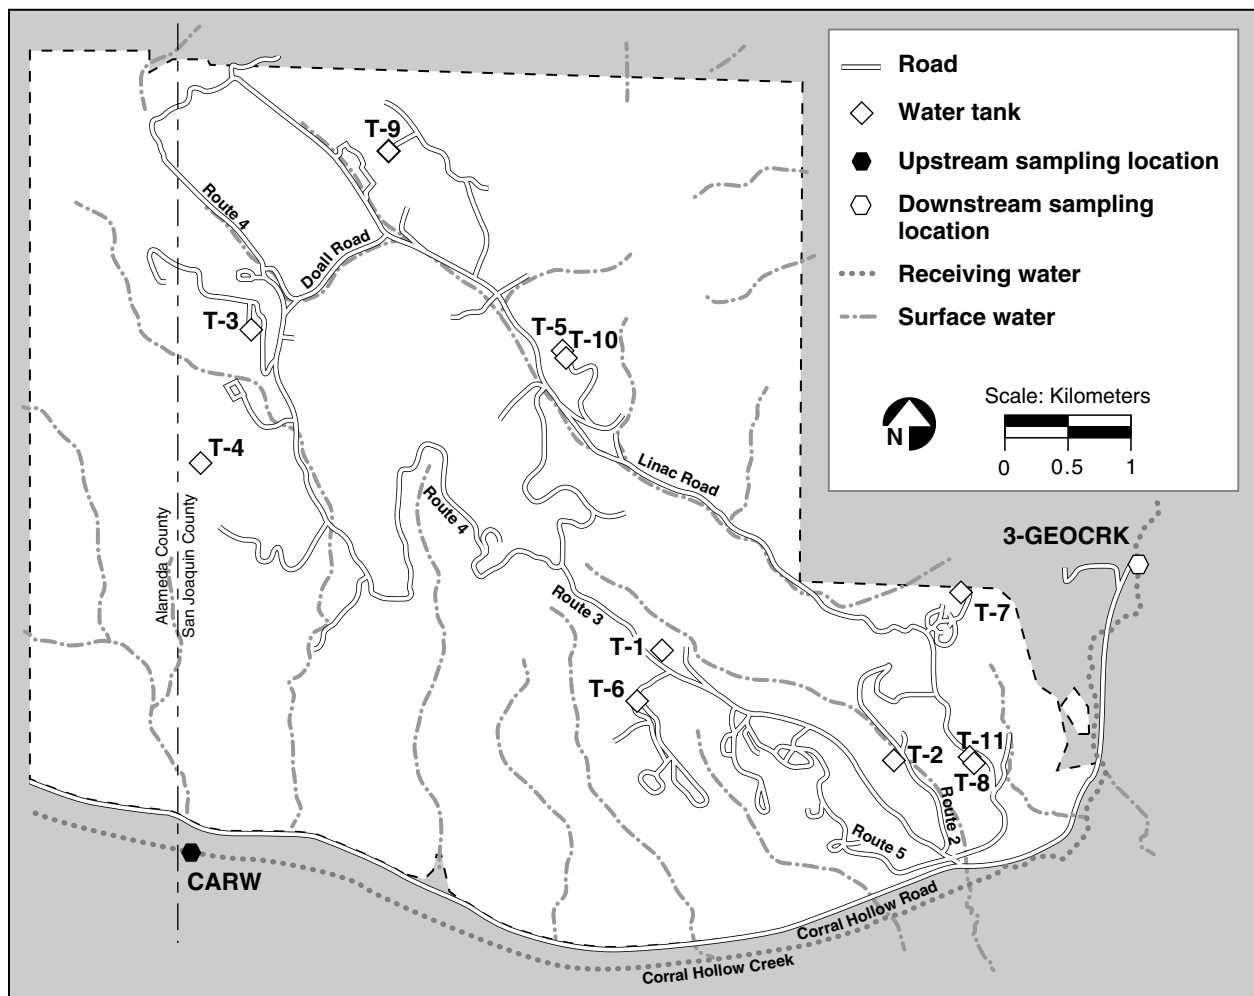 Road
Water tank
Upstream sampling location
Downstream sampling
location
Receiving water
Surface water
Scale: Kilometers
N
0 0.5 1
T-9
Route 4
Doall Road
T-3
T-5
T-10
T-4
Linac Road
Route 4
Alameda County
San Joaquin County
3-GEOCRK
Route 3
T-7
T-1
T-6
T-11
T-2
T-8
Route 2
Route 5
CARW
Corral Hollow Road
Corral Hollow Creek